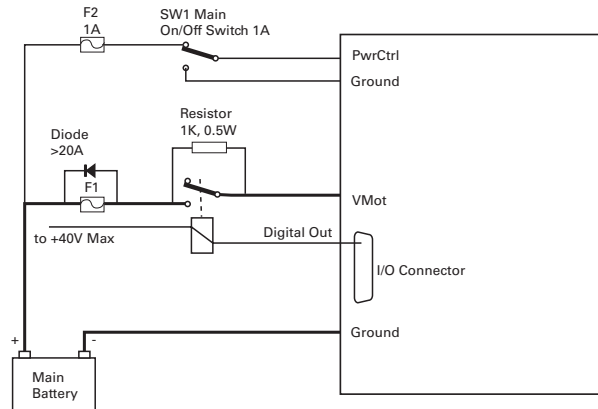 F2
1A
SW1 Main
On/Off Switch 1A
PwrCtrl
Ground
Resistor
1K, 0.5W
Diode
>20A
F1
VMot
to +40V Max
Digital Out
I/O Connector
Ground
+
-
Main
Battery